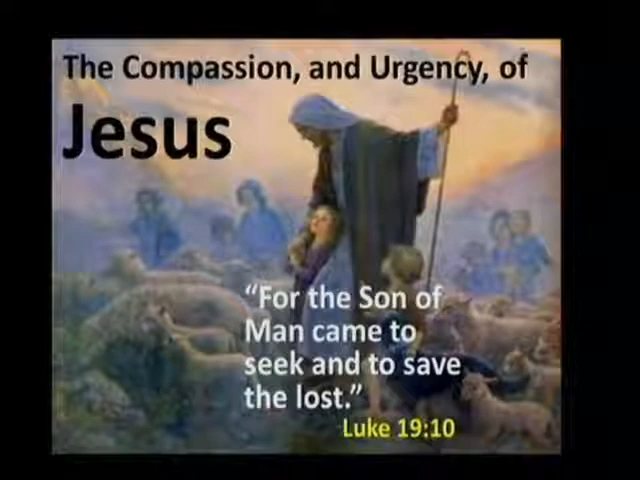 The Compassion, and Urgency, of
Jesus
“For the Son of
Man came to
seek and to save
the lost.”
Luke 19:10